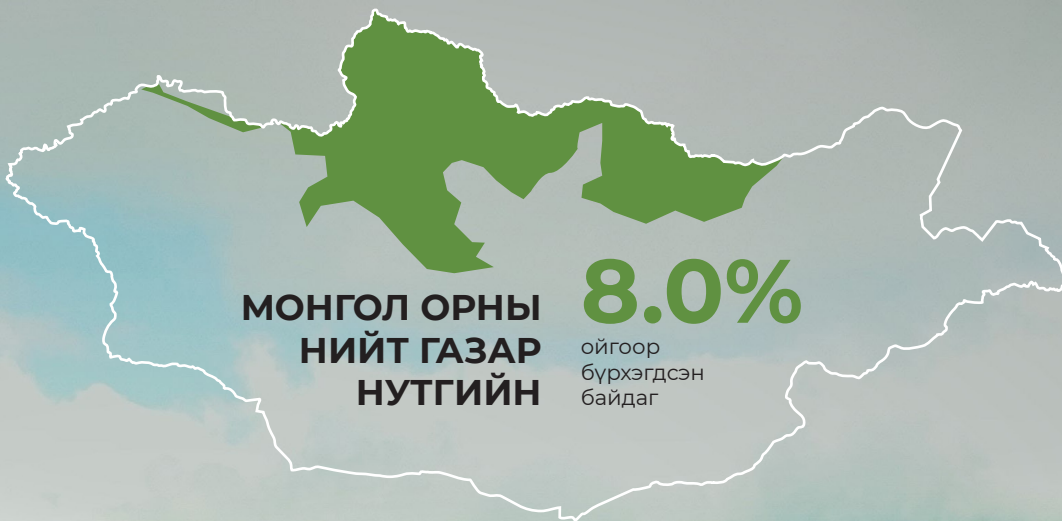 МОНГОЛ ОРНЫ
НИЙТ ГАЗАР
НУТГИЙН
8.0%
ойгоор
бүрхэгдсэн
байдаг